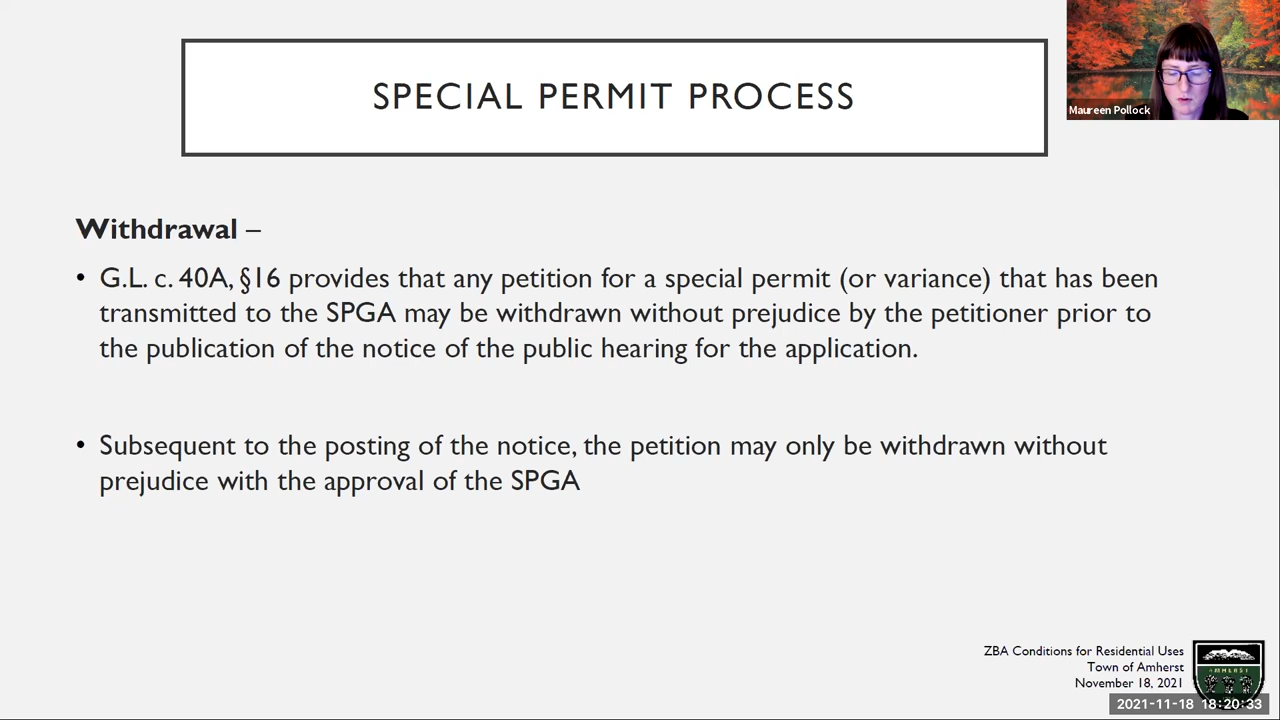 SPECIAL PERMIT PROCESS
Maureen Pollock
Withdrawal –
• G.L. c. 40A, §16 provides that any petition for a special permit (or variance) that has been
transmitted to the SPGA may be withdrawn without prejudice by the petitioner prior to
the publication of the notice of the public hearing for the application.
• Subsequent to the posting of the notice, the petition may only be withdrawn without
prejudice with the approval of the SPGA
ZBA Conditions for Residential Uses
Town of Amherst
November 18, 2021
AMHERST
2021-11-18 18:20:33